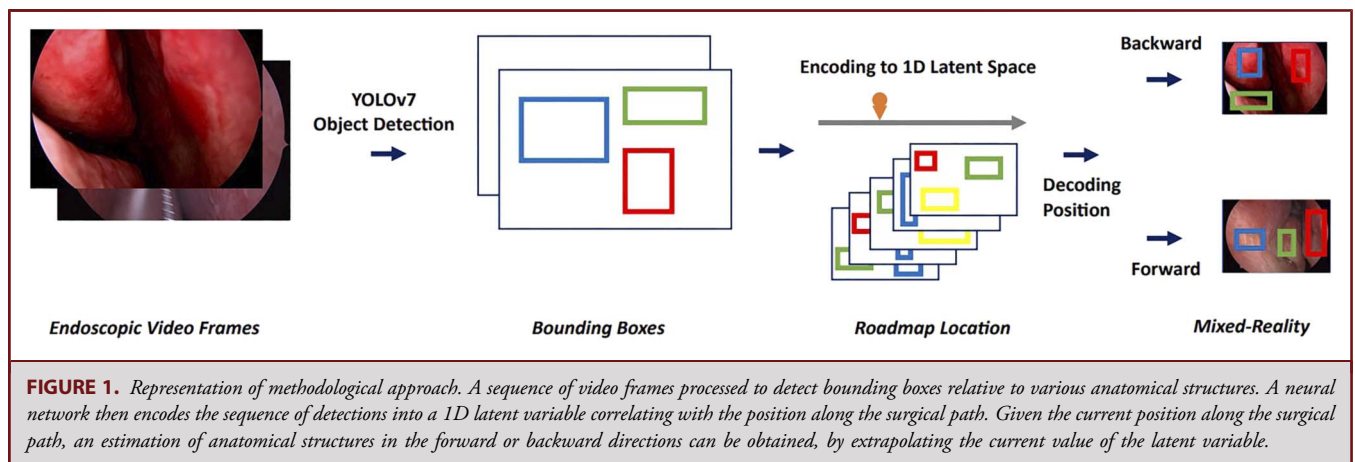 YOLOv7
Object Detection
Encoding to 1D Latent Space
Backward
Decoding
Position
Forward
Endoscopic Video Frames
Bounding Boxes
Roadmap Location
Mixed-Reality
FIGURE 1. Representation of methodological approach. A sequence of video frames processed to detect bounding boxes relative to various anatomical structures. A neural
network then encodes the sequence of detections into a 1D latent variable correlating with the position along the surgical path. Given the current position along the surgical
path, an estimation of anatomical structures in the forward or backward directions can be obtained, by extrapolating the current value of the latent variable.